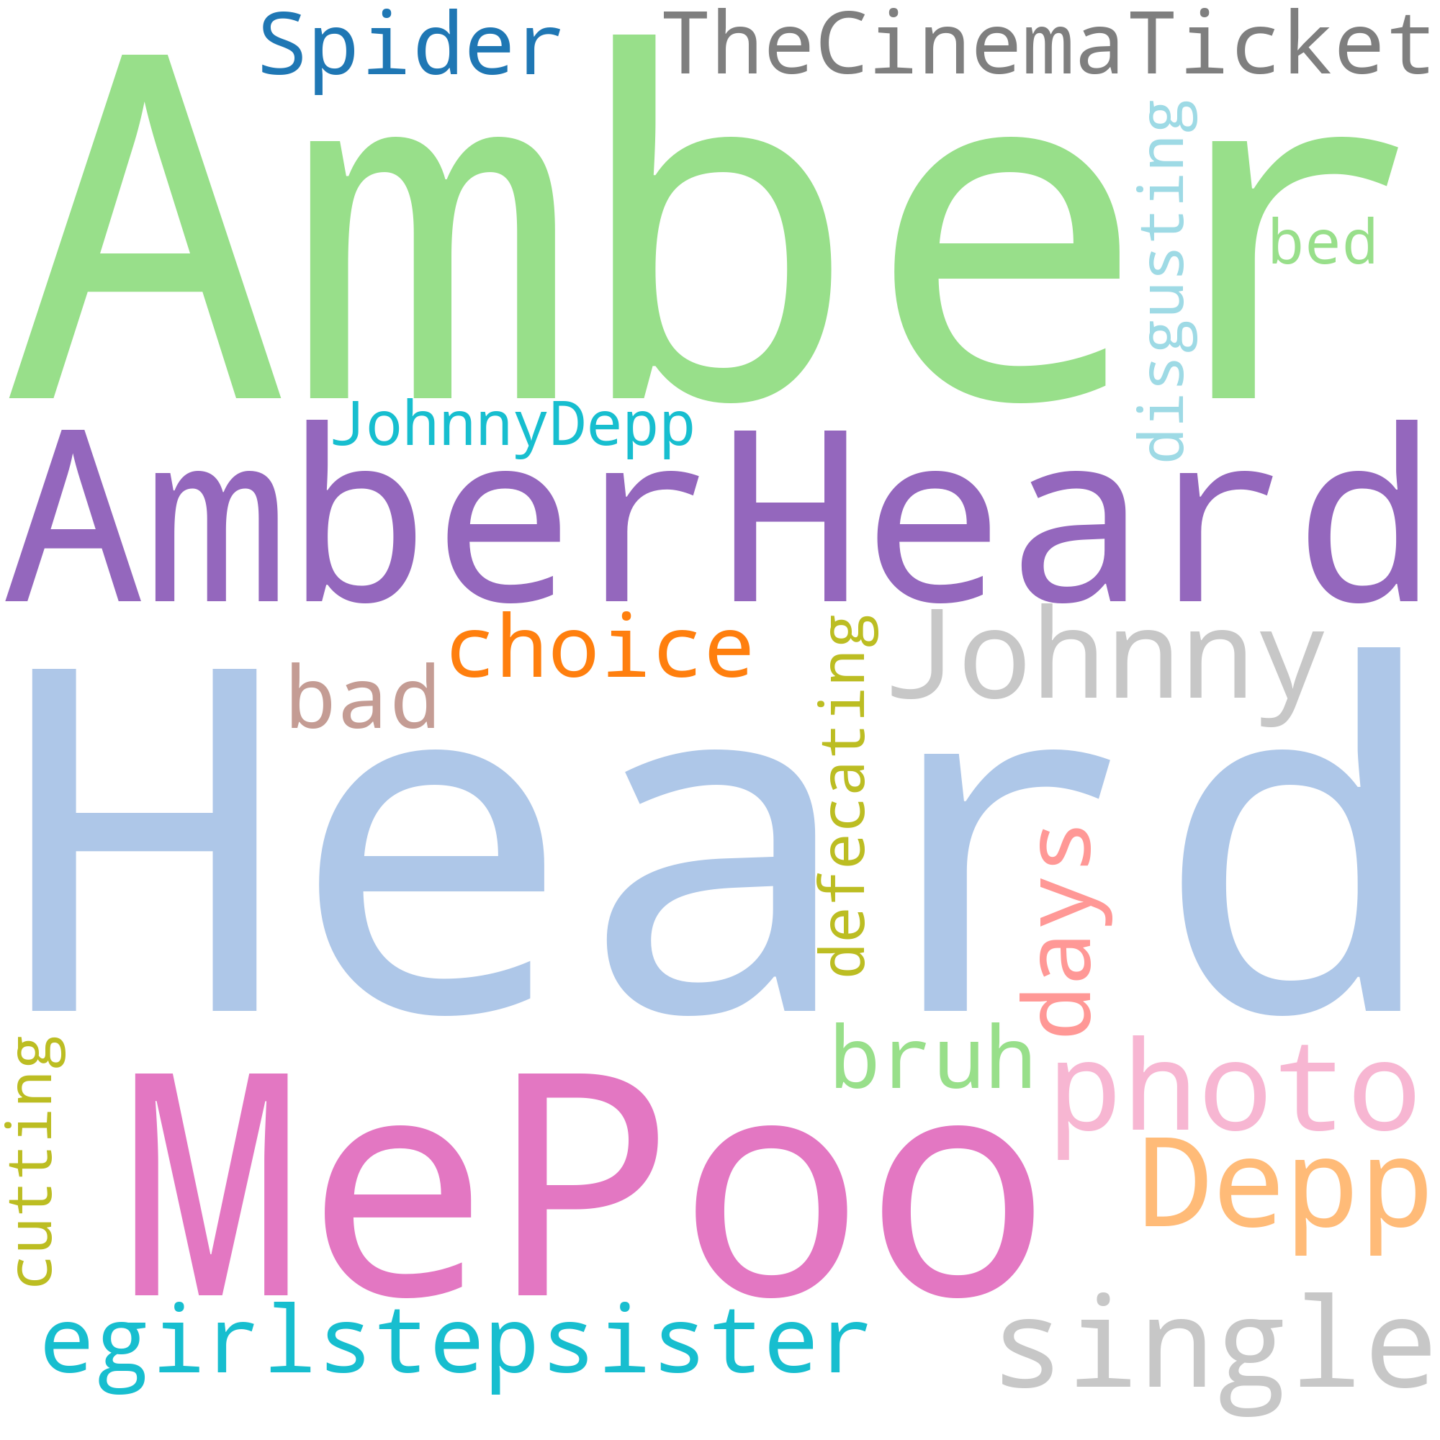 Spider
TheCinemaTicket
Amber
disgusting
bed
JohnnyDepp
AmberHeard
choice
Johnny
bad
defecating
Heard
days
bruh
photo
cutting
MePoo
Depp
egirlstepsister
single